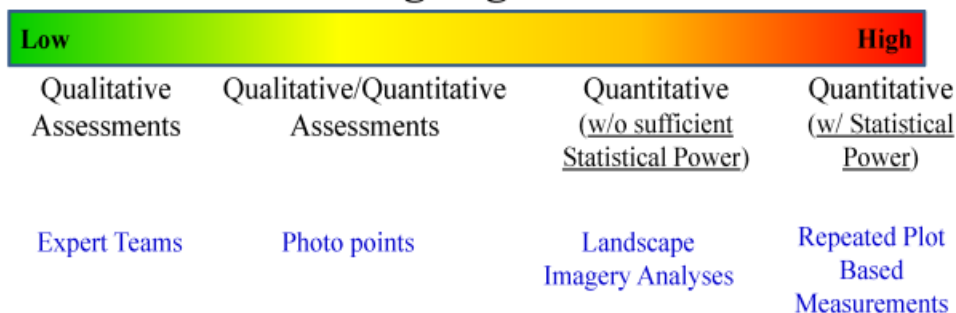 Low High
Qualitative Qualitative/Quantitative Quantitative Quantitative
Assessments Assessments (w/o sufficient (w/ Statistical
Statistical Power) Power)
Expert Teams Photo points Landscape Repeated Plot
Imagery Analyses Based
Measurements